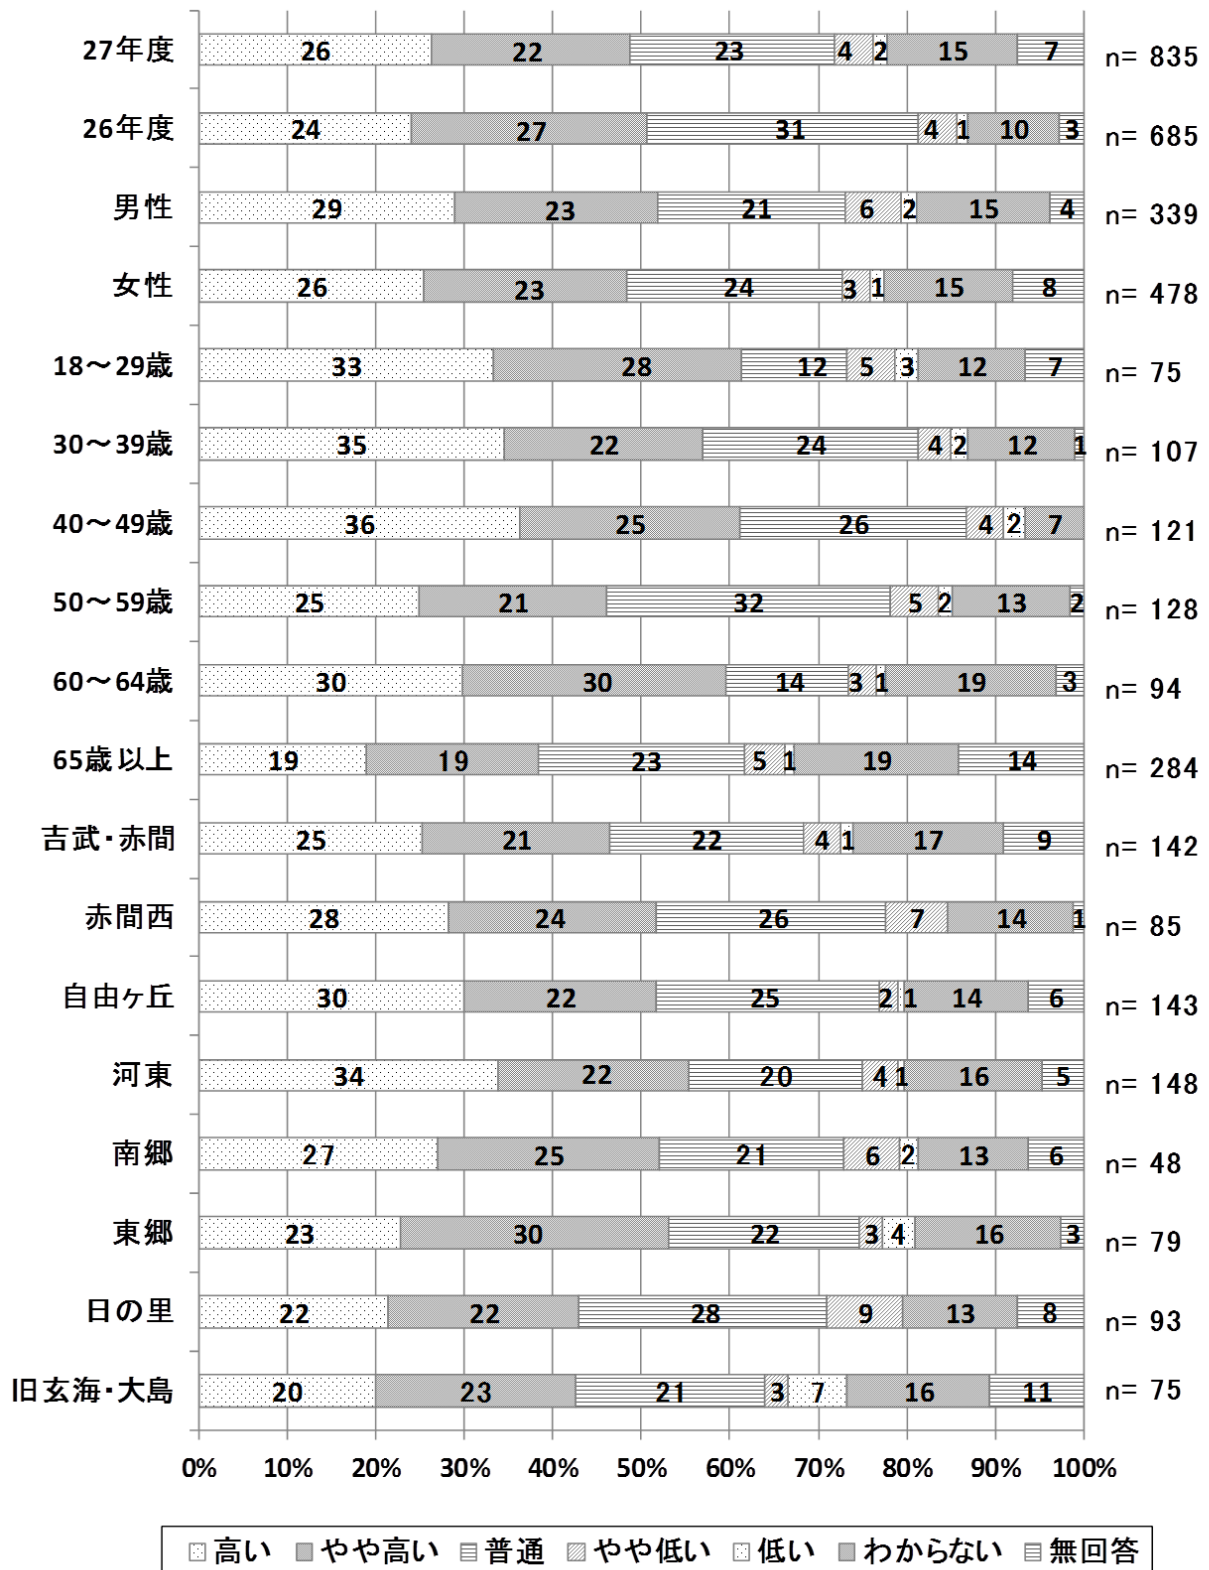 27年度 26 22 23 4 2 15 7 n= 835
26年度 24 27 31 4 1 10 3 n= 685
男性 29 23 21 6 2 15 4 n= 339
女性 26 23 24 3 1 15 8 n= 478
18～29歳 33 28 12 5 3 12 7 n= 75
30～39歳 35 22 24 4 2 12 1 n= 107
40～49歳 36 25 26 4 2 7 n= 121
50～59歳 25 21 32 5 2 13 2 n= 128
60～64歳 30 30 14 3 1 19 3 n= 94
65歳以上 19 19 23 5 1 19 14 n= 284
吉武・赤間 25 21 22 4 1 17 9 n= 142
赤間西 28 24 26 7 14 1 n= 85
自由ヶ丘 30 22 25 2 1 14 6 n= 143
河東 34 22 20 4 1 16 5 n= 148
南郷 27 25 21 6 2 13 6 n= 48
東郷 23 30 22 3 4 16 3 n= 79
日の里 22 22 28 9 13 8 n= 93
旧玄海・大島 20 23 21 3 7 16 11 n= 75
0% 10% 20% 30% 40% 50% 60% 70% 80% 90% 100%
高い やや高い 普通 やや低い 低い わからない 無回答